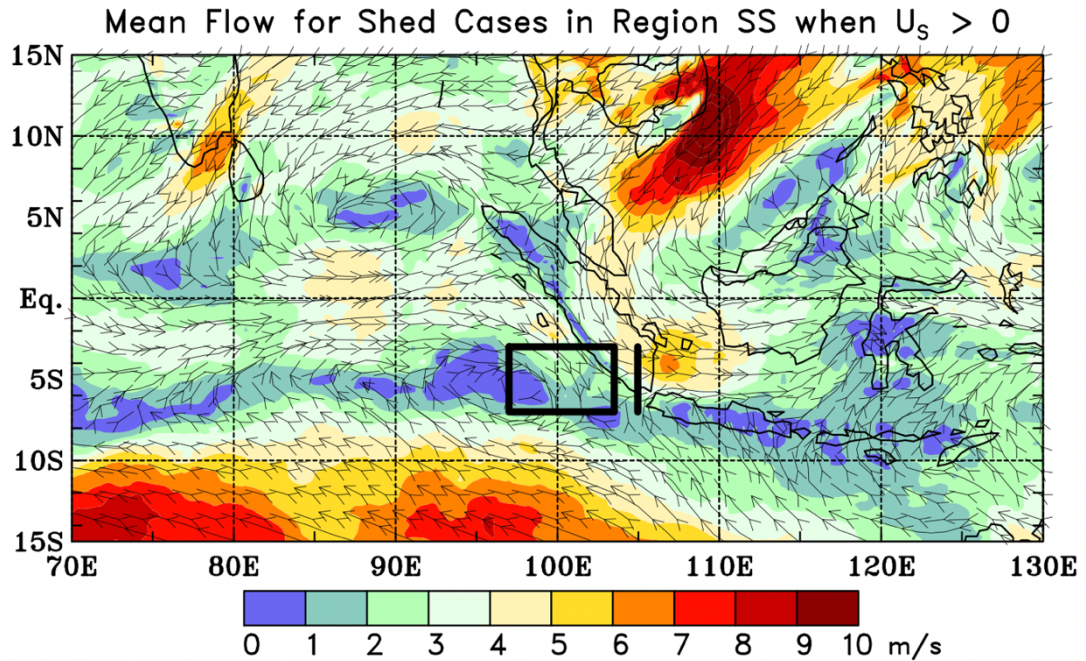 Mean Flow for Shed Cases in Region SS when Us > 0
15N
10N
5N
Eq.
5S
10S
15S
70E 80E 90E 100E 110E 120E 130E
0 1 2 3 4 5 6 7 8 9 10 m/s